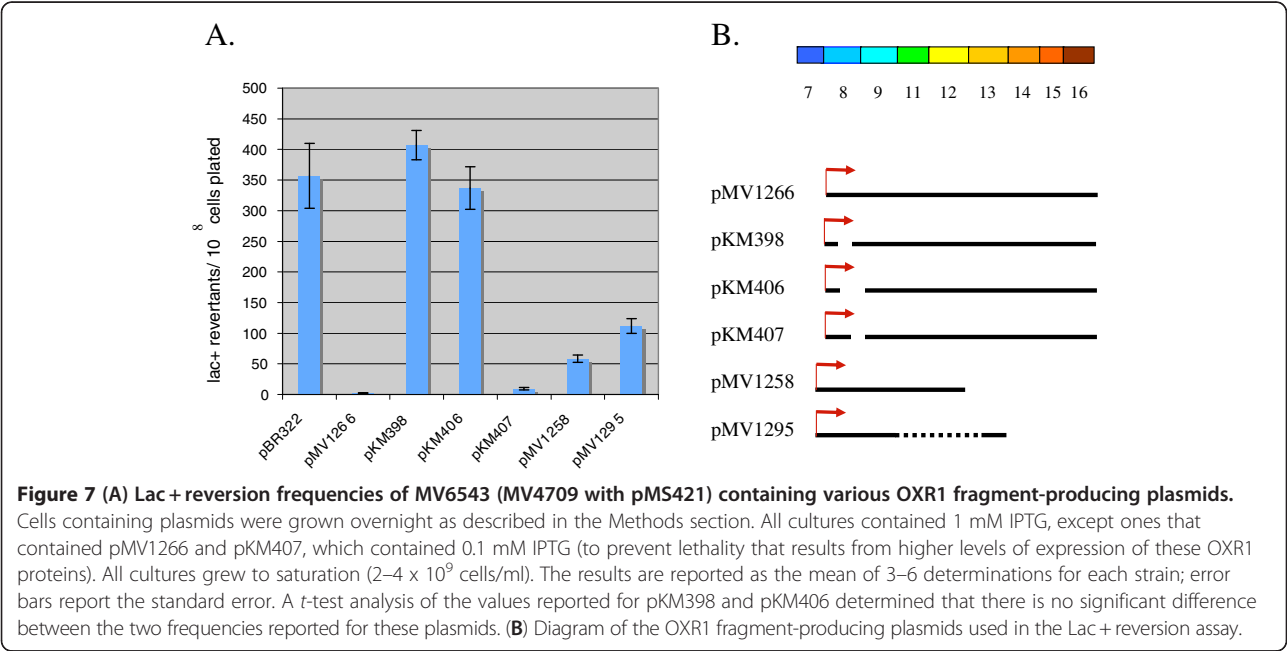 A.
B.
500
450
400
350
300
250
200
150
100
50
0
lac+ revertants/ 10 8 cells plated
pBR322
pMV126 6
pKM398
pKM406
pKM407
pMV1258
pMV129 5
7 8 9 11 12 13 14 15 16
pMV1266
pKM398
pKM406
pKM407
pMV1258
pMV1295
Figure 7 (A) Lac + reversion frequencies of MV6543 (MV4709 with pMS421) containing various OXR1 fragment-producing plasmids.
Cells containing plasmids were grown overnight as described in the Methods section. All cultures contained 1 mM IPTG, except ones that
contained pMV1266 and pKM407, which contained 0.1 mM IPTG (to prevent lethality that results from higher levels of expression of these OXR1
proteins). All cultures grew to saturation (2–4 x 10⁹ cells/ml). The results are reported as the mean of 3–6 determinations for each strain; error
bars report the standard error. A t-test analysis of the values reported for pKM398 and pKM406 determined that there is no significant difference
between the two frequencies reported for these plasmids. (B) Diagram of the OXR1 fragment-producing plasmids used in the Lac + reversion assay.